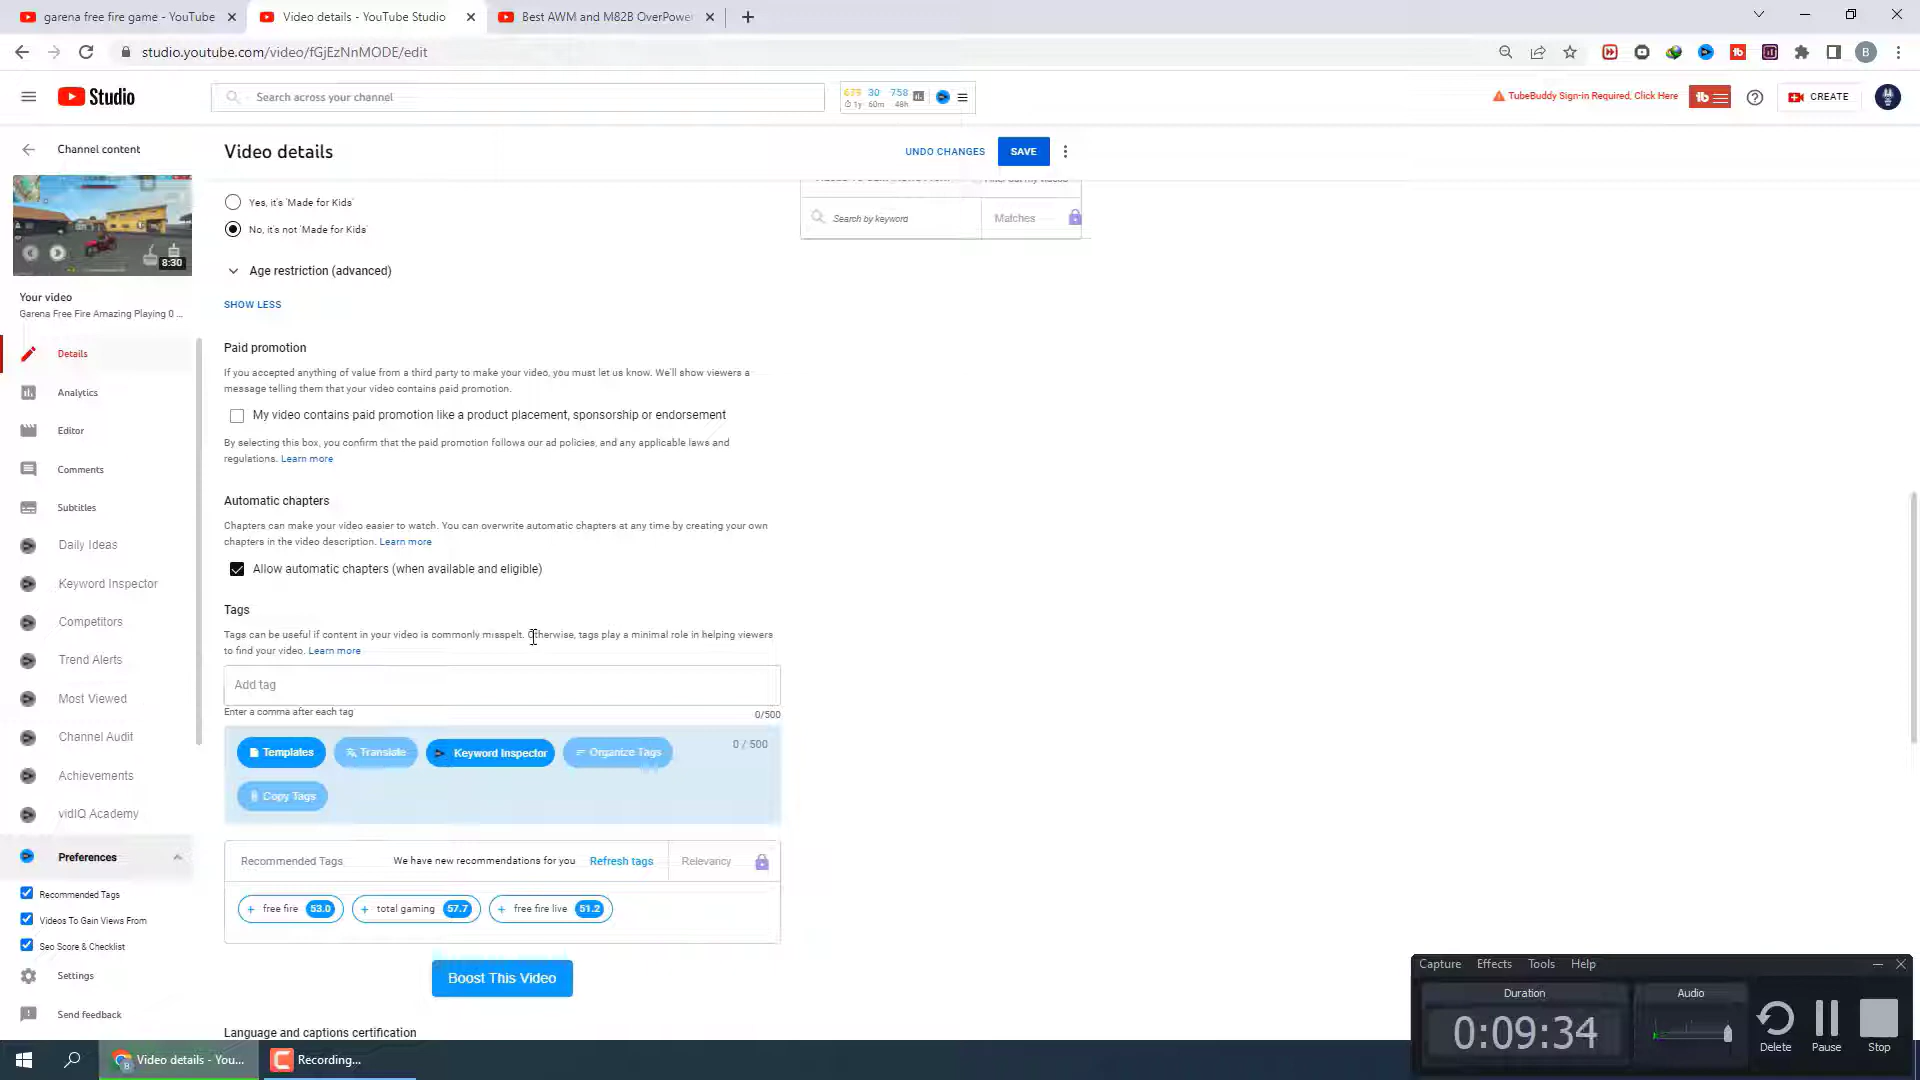 garena free fire game - YouTube
Video details - YouTube Studio
Best AWM and M82B OverPower
studio.youtube.com/video/fGjEzNnMODE/edit
B
Studio
Search across your channel
30 758
1y 60m 48h
TubeBuddy Sign-in Required, Click Here
tb
CREATE
Channel content
Video details
UNDO CHANGES
SAVE
8:30
Your video
Garena Free Fire Amazing Playing 0 ...
Details
Analytics
Editor
Comments
Subtitles
Daily Ideas
Keyword Inspector
Competitors
Trend Alerts
Most Viewed
Channel Audit
Achievements
vidIQ Academy
Preferences
Recommended Tags
Videos To Gain Views From
Seo Score & Checklist
Settings
Send feedback
Yes, it's 'Made for Kids'
No, it's not 'Made for Kids'
Search by keyword
Matches
Age restriction (advanced)
SHOW LESS
Paid promotion
If you accepted anything of value from a third party to make your video, you must let us know. We'll show viewers a
message telling them that your video contains paid promotion.
My video contains paid promotion like a product placement, sponsorship or endorsement
By selecting this box, you confirm that the paid promotion follows our ad policies, and any applicable laws and
regulations. Learn more
Automatic chapters
Chapters can make your video easier to watch. You can overwrite automatic chapters at any time by creating your own
chapters in the video description. Learn more
Allow automatic chapters (when available and eligible)
Tags
Tags can be useful if content in your video is commonly misspelt. Otherwise, tags play a minimal role in helping viewers
to find your video. Learn more
Add tag
Enter a comma after each tag
0/500
Templates
Translate
Keyword Inspector
Organize Tags
0 / 500
Copy Tags
Recommended Tags
We have new recommendations for you
Refresh tags
Relevancy
+ free fire 53.0
+ total gaming 57.7
+ free fire live 51.2
Boost This Video
Language and captions certification
Capture Effects Tools Help
Duration
0:09:34
Audio
Delete
Pause
Stop
Video details - You...
Recording...